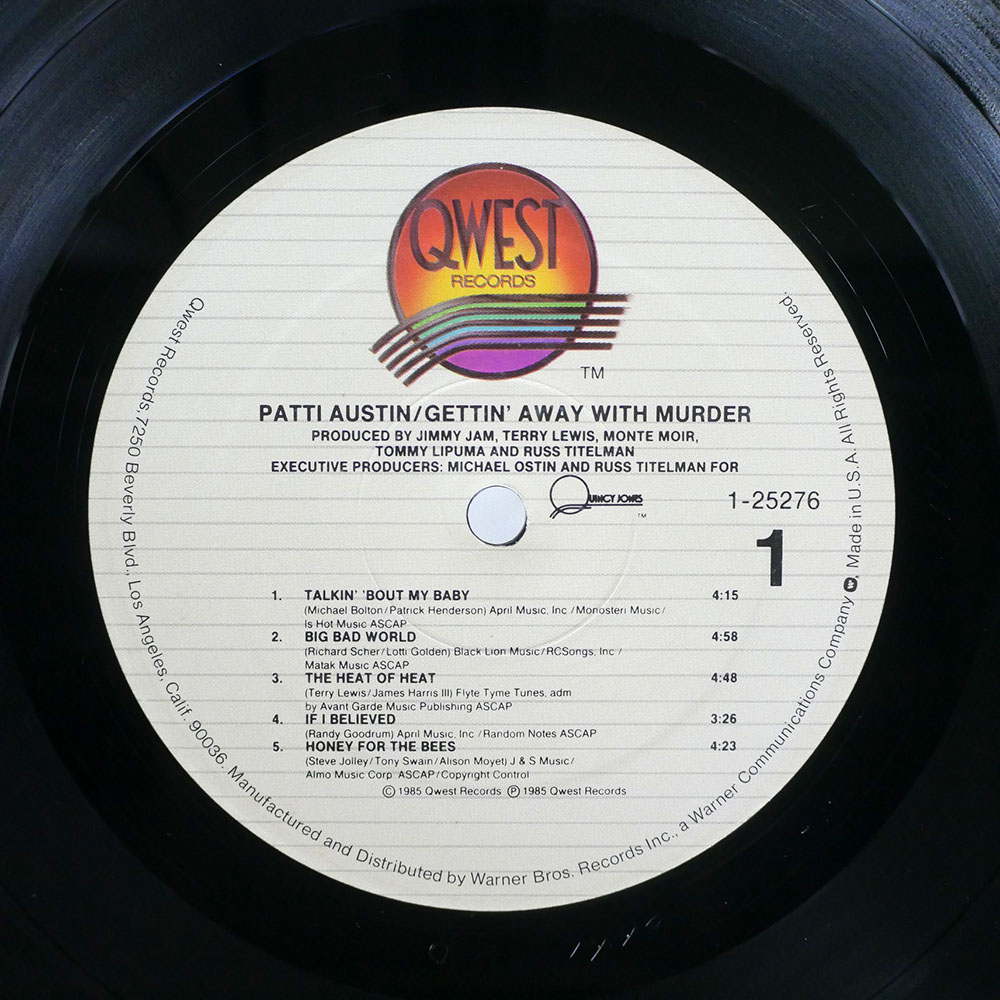 QWEST
RECORDS
TM
PATTI AUSTIN/GETTIN' AWAY WITH MURDER
PRODUCED BY JIMMY JAM, TERRY LEWIS, MONTE MOIR,
TOMMY LIPUMA AND RUSS TITELMAN
EXECUTIVE PRODUCERS: MICHAEL OSTIN AND RUSS TITELMAN FOR
QUINCY JONES
TM
1-25276
1
1. TALKIN' 'BOUT MY BABY 4:15
(Michael Bolton/Patrick Henderson) April Music, Inc /Monosteri Music/
Is Hot Music ASCAP
2. BIG BAD WORLD 4:58
(Richard Scher/Lotti Golden) Black Lion Music/RCSongs, Inc /
Matak Music ASCAP
3. THE HEAT OF HEAT 4:48
(Terry Lewis/James Harris III) Flyte Tyme Tunes, adm
by Avant Garde Music Publishing ASCAP
4. IF I BELIEVED 3:26
(Randy Goodrum) April Music, Inc /Random Notes ASCAP
5. HONEY FOR THE BEES 4:23
(Steve Jolley/Tony Swain/Alison Moyet) J & S Music/
Almo Music Corp ASCAP/Copyright Control
© 1985 Qwest Records ℗ 1985 Qwest Records
Qwest Records, 7250 Beverly Blvd., Los Angeles, Calif. 90036. Manufactured and Distributed by Warner Bros. Records Inc., a Warner Communications Company Made in U.S.A. All Rights Reserved.